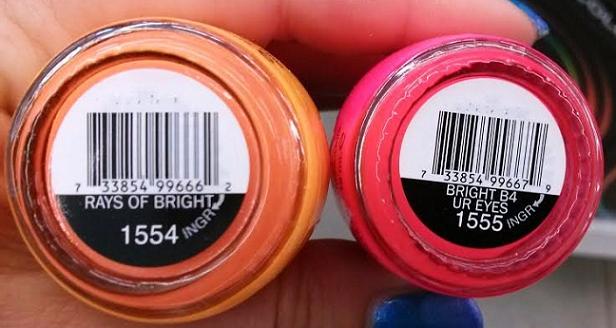 7 33854 99666 2
RAYS OF BRIGHT
1554 INGR
7 33854 99667 9
BRIGHT B4
UR EYES
1555 INGR